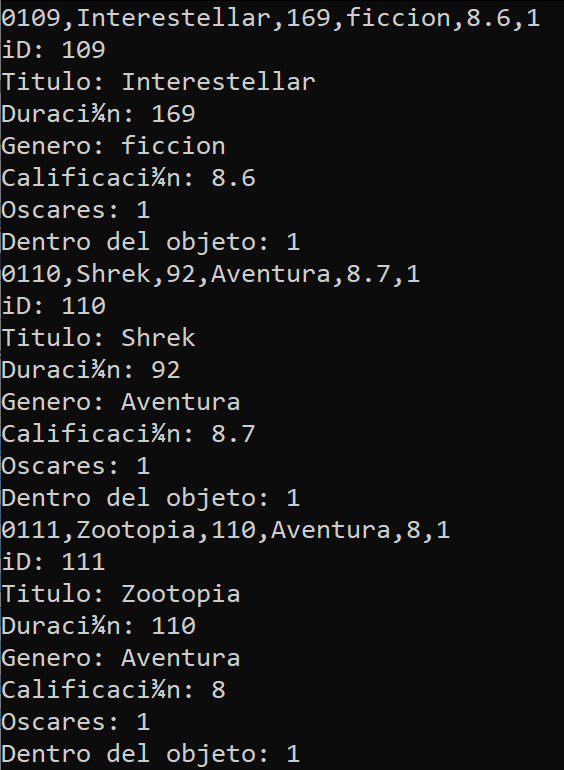 0109,Interestellar,169,ficcion,8.6,1
iD: 109
Titulo: Interestellar
Duraci¾n: 169
Genero: ficcion
Calificaci¾n: 8.6
Oscares: 1
Dentro del objeto: 1
0110,Shrek,92,Aventura,8.7,1
iD: 110
Titulo: Shrek
Duraci¾n: 92
Genero: Aventura
Calificaci¾n: 8.7
Oscares: 1
Dentro del objeto: 1
0111,Zootopia,110,Aventura,8,1
iD: 111
Titulo: Zootopia
Duraci¾n: 110
Genero: Aventura
Calificaci¾n: 8
Oscares: 1
Dentro del objeto: 1